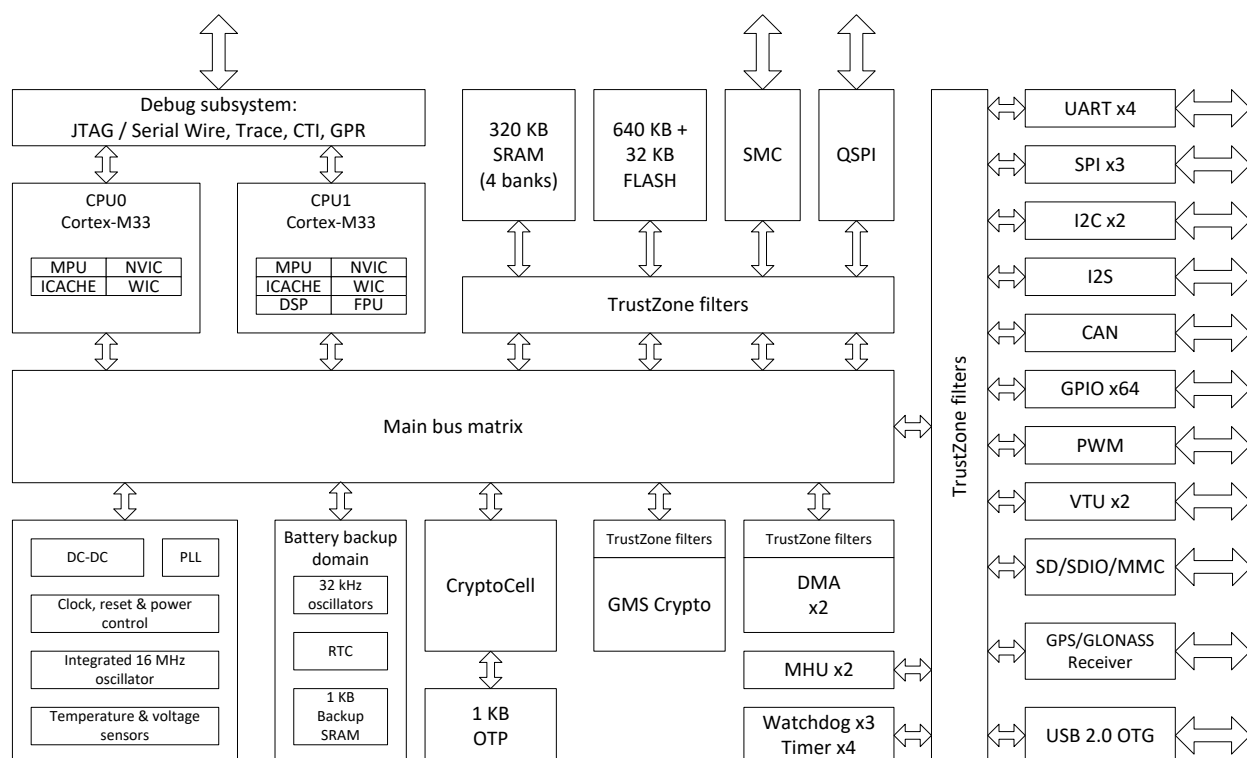 Debug subsystem:
JTAG / Serial Wire, Trace, CTI, GPR
CPU0
Cortex-M33
MPU NVIC
ICACHE WIC
CPU1
Cortex-M33
MPU NVIC
ICACHE WIC
DSP FPU
320 KB
SRAM
(4 banks)
640 KB +
32 KB
FLASH
SMC
QSPI
TrustZone filters
Main bus matrix
DC-DC
PLL
Clock, reset & power
control
Integrated 16 MHz
oscillator
Temperature & voltage
sensors
Battery backup
domain
32 kHz
oscillators
RTC
1 KB
Backup
SRAM
CryptoCell
1 KB
OTP
TrustZone filters
GMS Crypto
TrustZone filters
DMA
x2
MHU x2
Watchdog x3
Timer x4
TrustZone filters
UART x4
SPI x3
I2C x2
I2S
CAN
GPIO x64
PWM
VTU x2
SD/SDIO/MMC
GPS/GLONASS
Receiver
USB 2.0 OTG